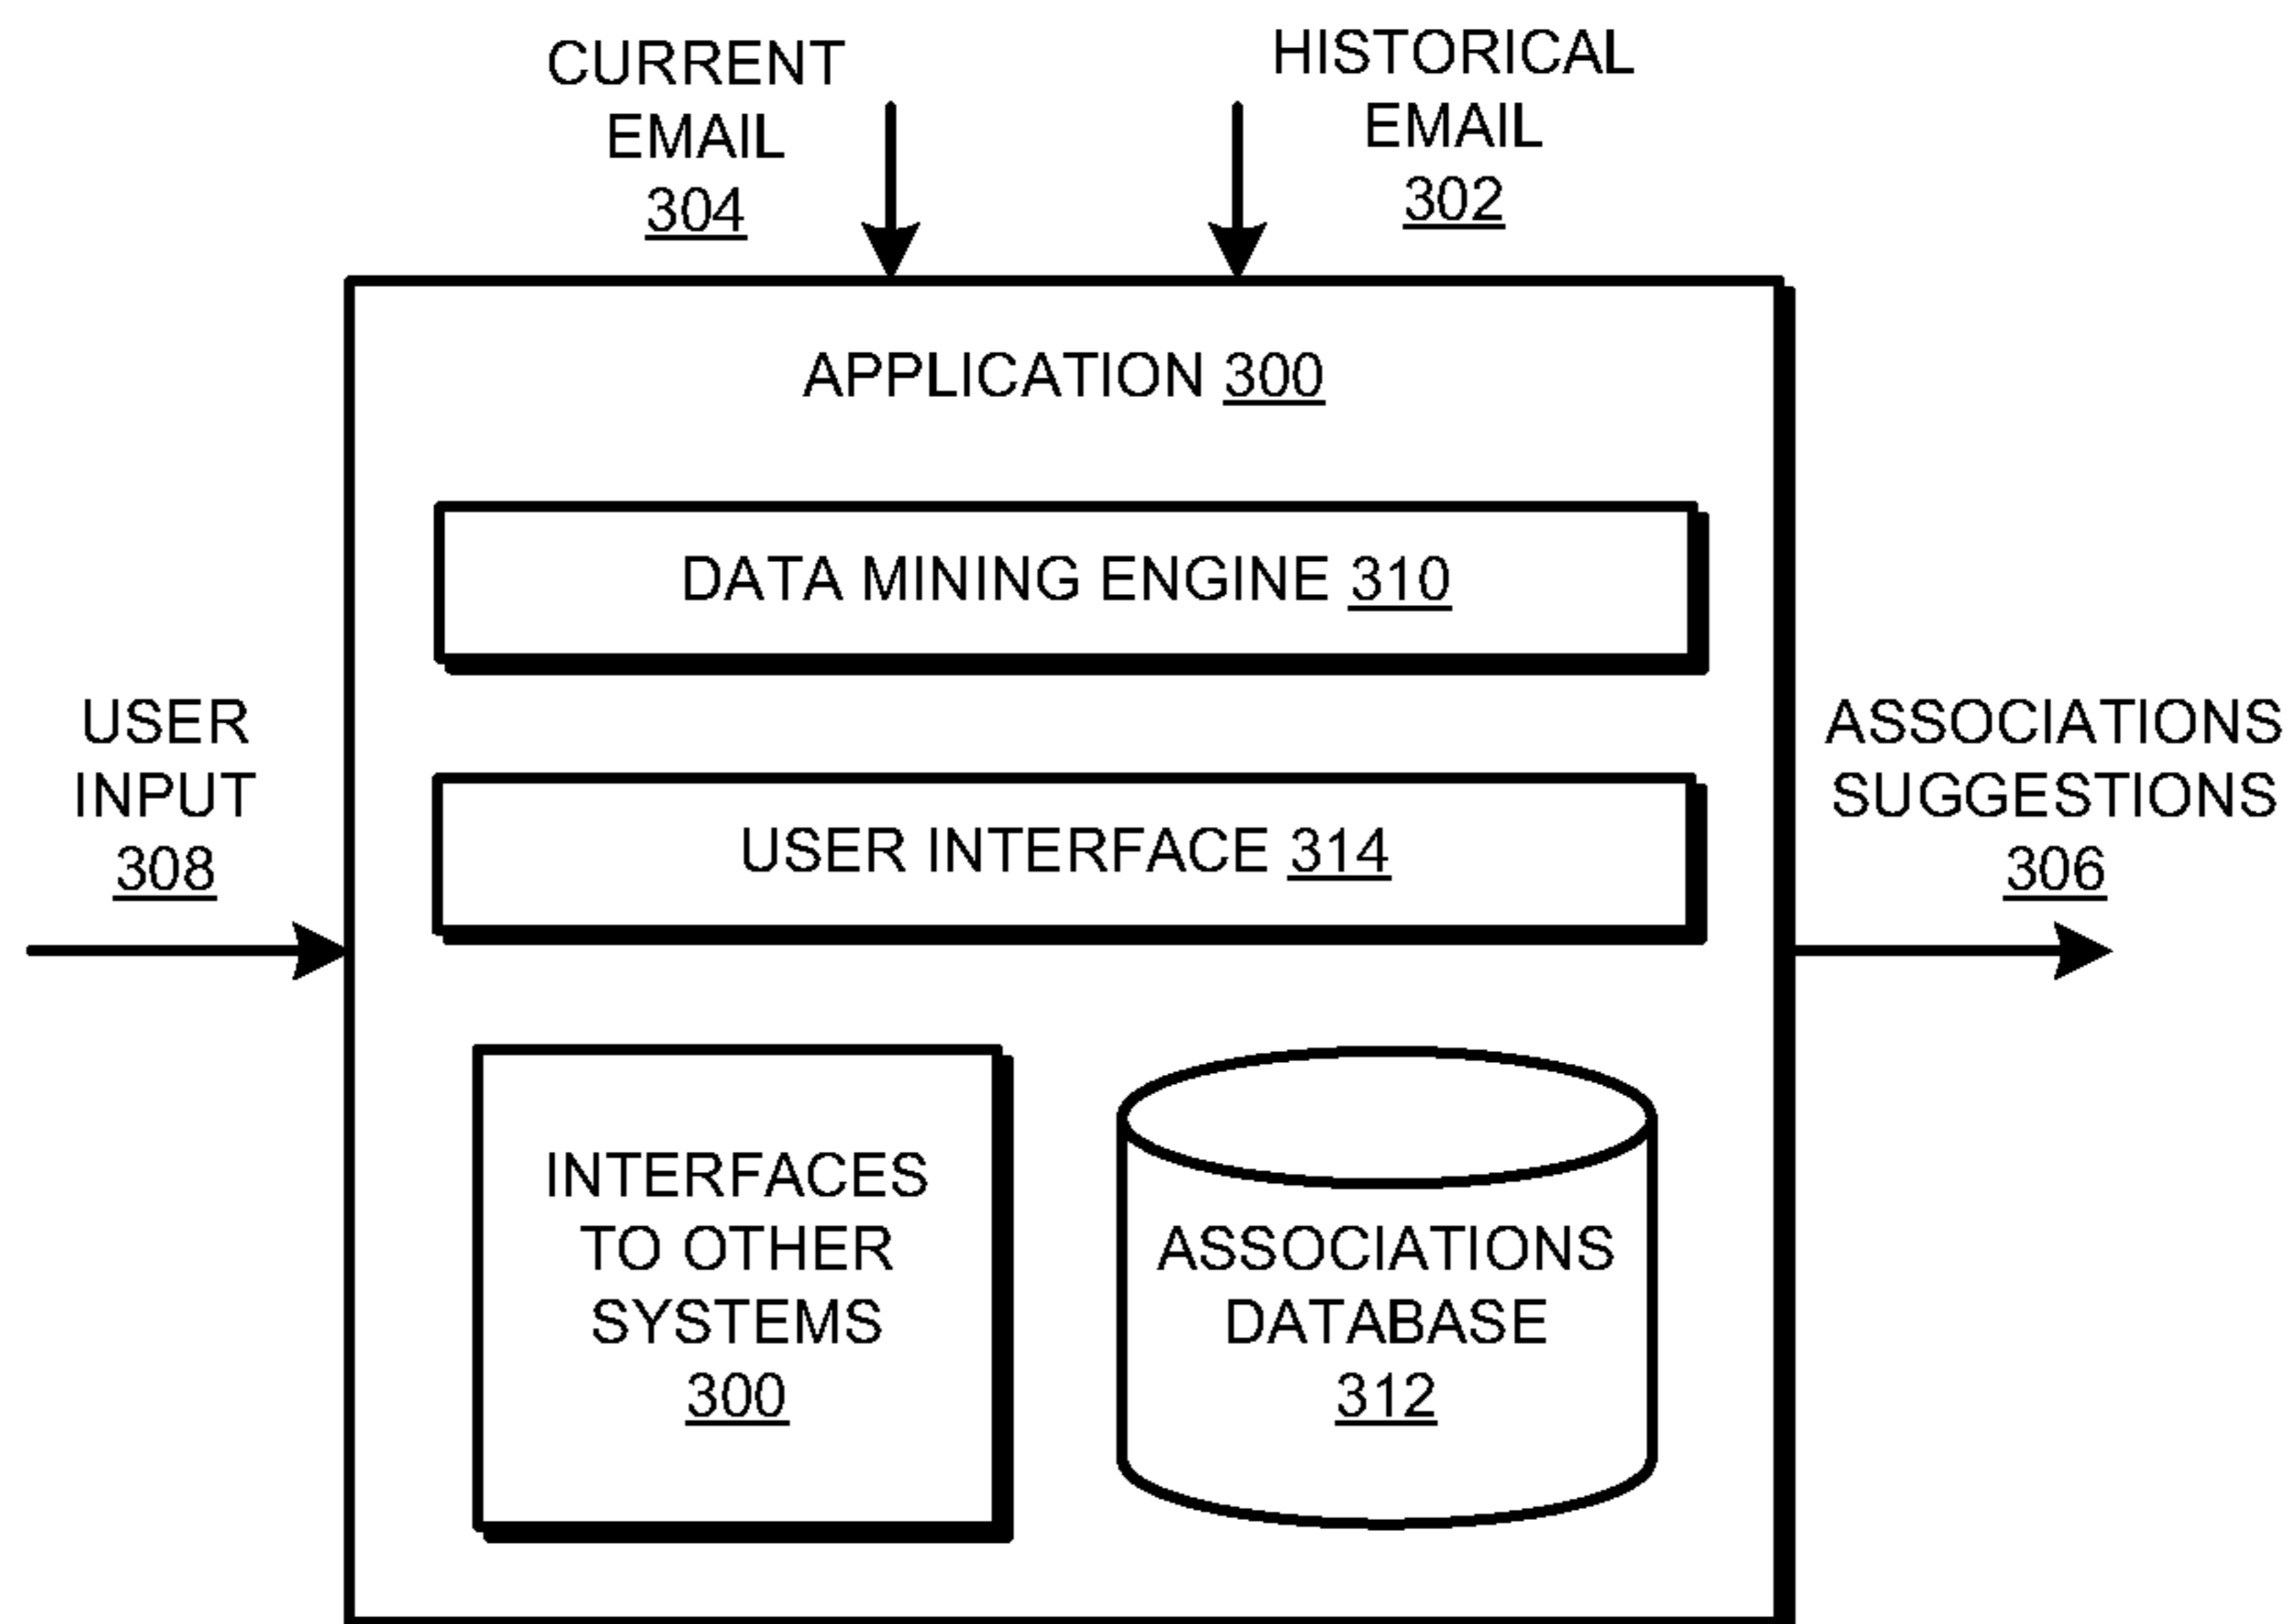 CURRENT
EMAIL
304
HISTORICAL
EMAIL
302
APPLICATION 300
DATA MINING ENGINE 310
USER
INPUT
308
USER INTERFACE 314
ASSOCIATIONS
SUGGESTIONS
306
INTERFACES
TO OTHER
SYSTEMS
300
ASSOCIATIONS
DATABASE
312